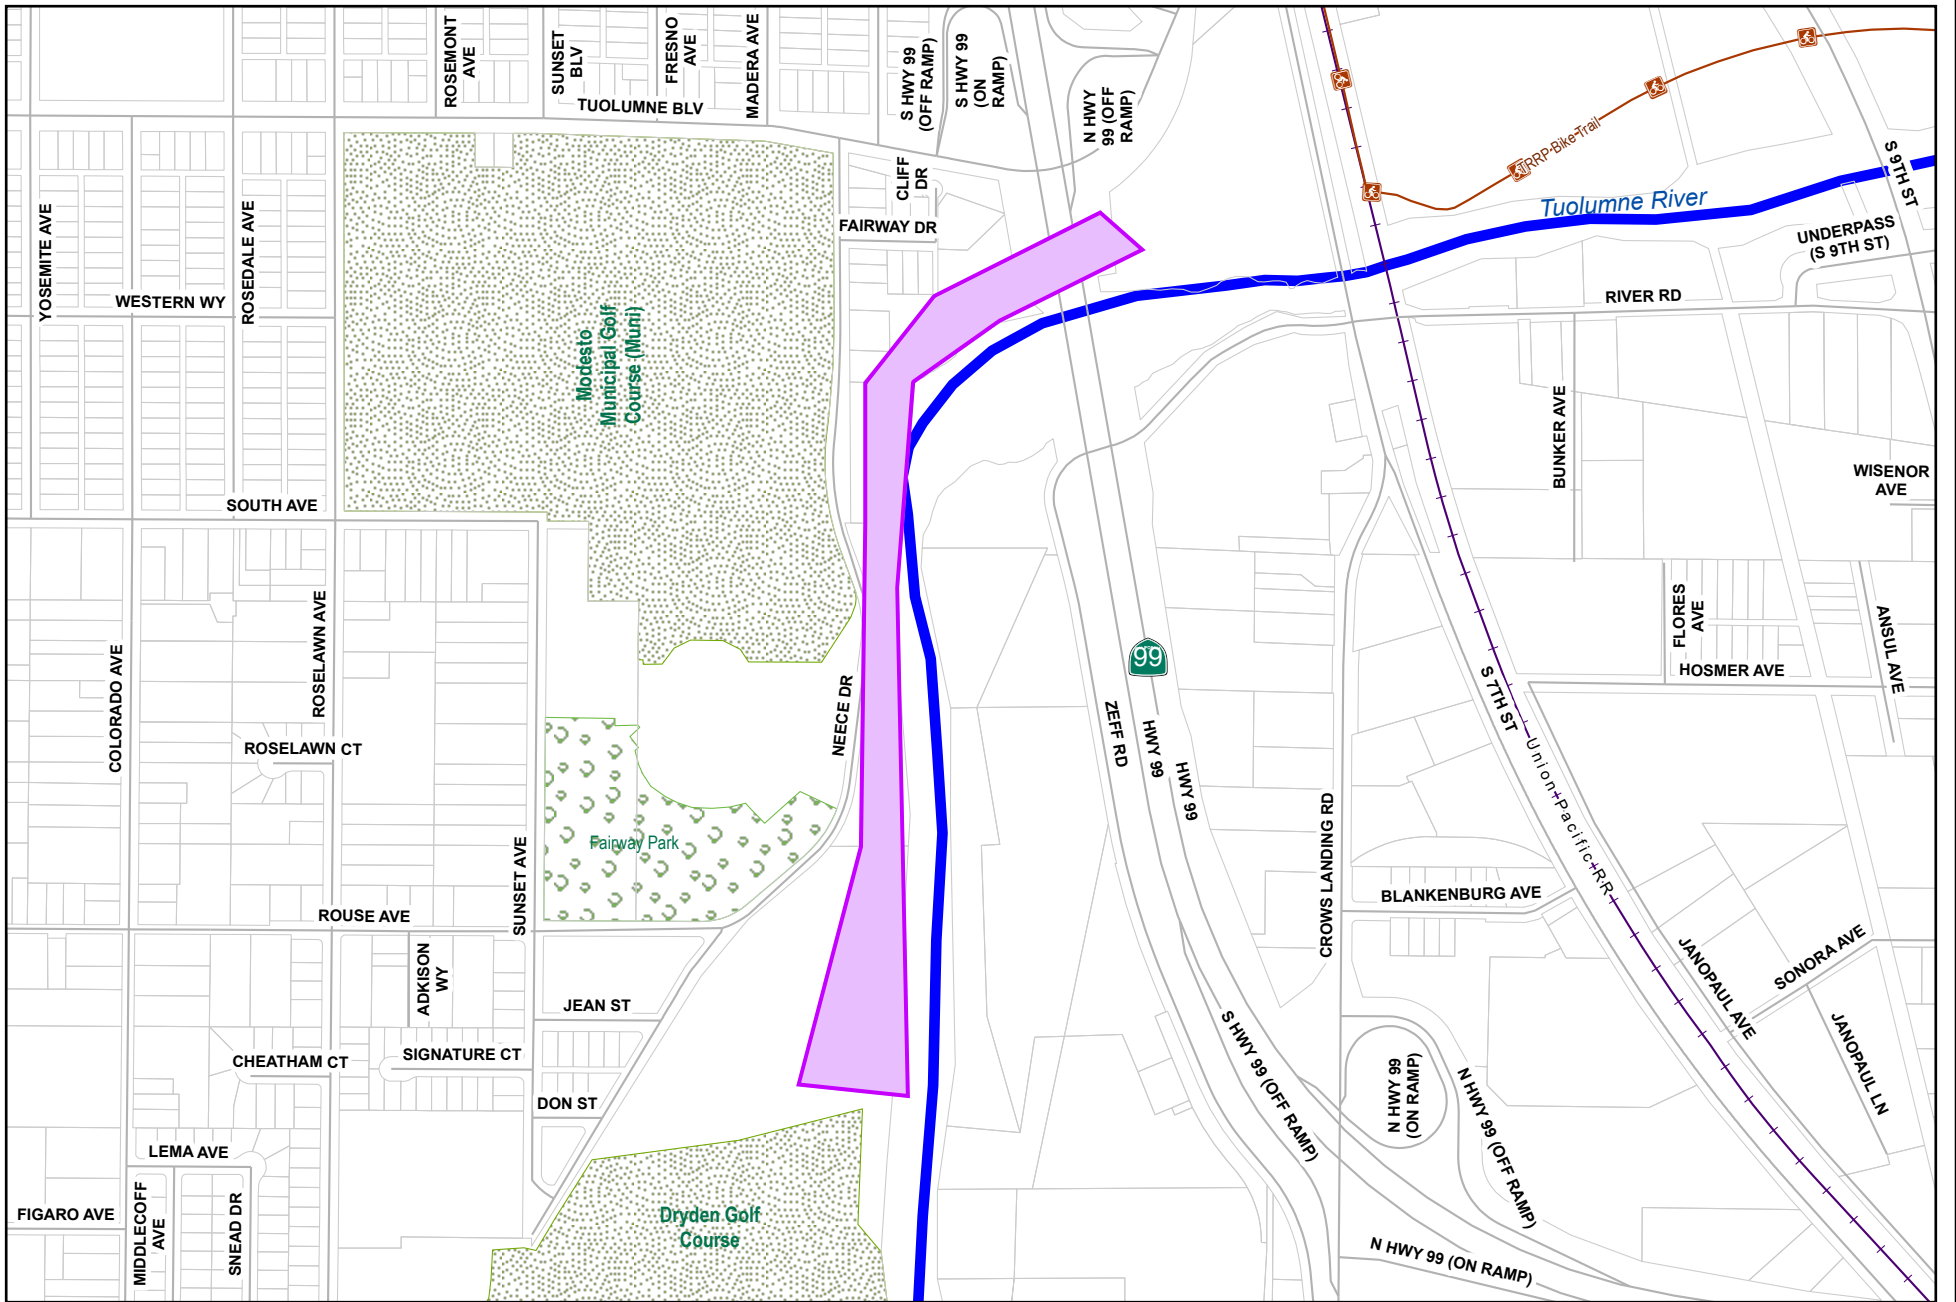 ROSEMONT
AVE
SUNSET
BLV
FRESNO
AVE
MADERA AVE
S HWY 99
(OFF RAMP)
S HWY 99
(ON
RAMP)
N HWY
99 (OFF
RAMP)
TUOLUMNE BLV
CLIFF
DR
FAIRWAY DR
TRRP-Bike-Trail
Tuolumne River
S 9TH ST
UNDERPASS
(S 9TH ST)
RIVER RD
YOSEMITE AVE
ROSEDALE AVE
WESTERN WY
Modesto
Municipal Golf
Course (Muni)
BUNKER AVE
WISENOR
AVE
SOUTH AVE
COLORADO AVE
ROSELAWN AVE
ROSELAWN CT
NEECE DR
99
ZEFF RD
HWY 99
HWY 99
S 7TH ST
FLORES
AVE
HOSMER AVE
ANSUL AVE
Union Pacific RR
Fairway Park
SUNSET AVE
CROWS LANDING RD
BLANKENBURG AVE
ROUSE AVE
ADKISON
WY
JEAN ST
JANOPAUL AVE
SONORA AVE
JANOPAUL LN
CHEATHAM CT
SIGNATURE CT
DON ST
S HWY 99 (OFF RAMP)
N HWY 99
(ON RAMP)
N HWY 99 (OFF RAMP)
LEMA AVE
FIGARO AVE
MIDDLECOFF
AVE
SNEAD DR
Dryden Golf
Course
N HWY 99 (ON RAMP)